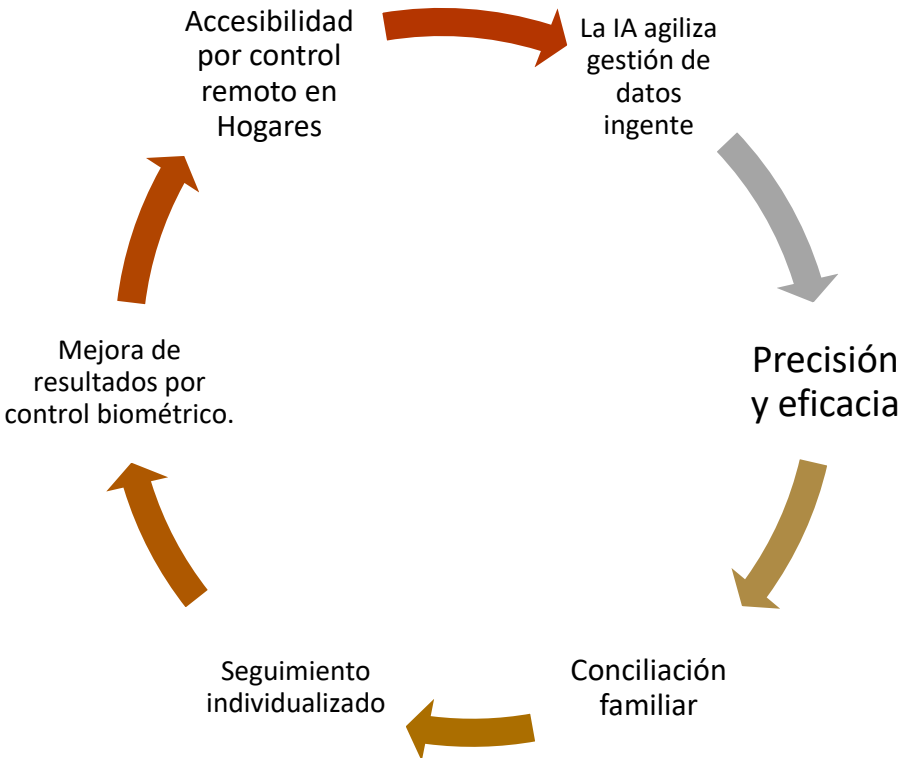 Accesibilidad
por control
remoto en
Hogares
La IA agiliza
gestión de
datos
ingente
Precisión
y eficacia
Conciliación
familiar
Seguimiento
individualizado
Mejora de
resultados por
control biométrico.